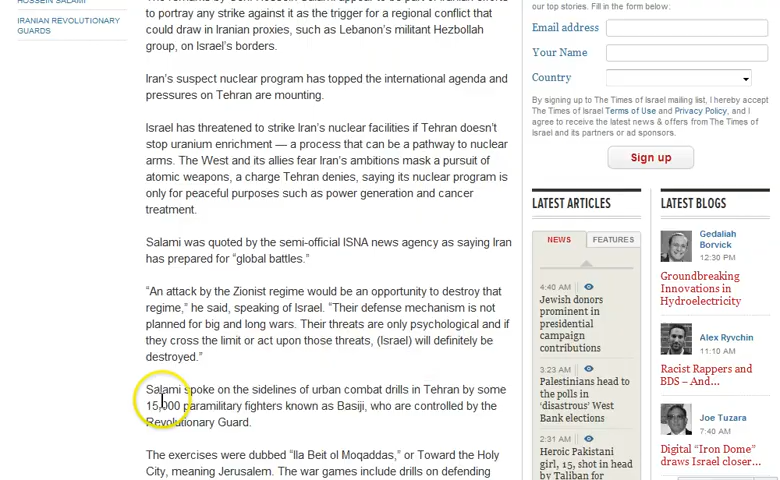 HOSSEIN SALAMI
IRANIAN REVOLUTIONARY
GUARDS
to portray any strike against it as the trigger for a regional conflict that
could draw in Iranian proxies, such as Lebanon's militant Hezbollah
group, on Israel's borders.
Iran's suspect nuclear program has topped the international agenda and
pressures on Tehran are mounting.
Israel has threatened to strike Iran's nuclear facilities if Tehran doesn't
stop uranium enrichment — a process that can be a pathway to nuclear
arms. The West and its allies fear Iran's ambitions mask a pursuit of
atomic weapons, a charge Tehran denies, saying its nuclear program is
only for peaceful purposes such as power generation and cancer
treatment.
Salami was quoted by the semi-official ISNA news agency as saying Iran
has prepared for “global battles.”
“An attack by the Zionist regime would be an opportunity to destroy that
regime,” he said, speaking of Israel. “Their defense mechanism is not
planned for big and long wars. Their threats are only psychological and if
they cross the limit or act upon those threats, (Israel) will definitely be
destroyed.”
Salami spoke on the sidelines of urban combat drills in Tehran by some
15,000 paramilitary fighters known as Basiji, who are controlled by the
Revolutionary Guard.
The exercises were dubbed “Ila Beit ol Moqaddas,” or Toward the Holy
City, meaning Jerusalem. The war games include drills on defending
our top stories. Fill in the form below:
Email address
Your Name
Country
By signing up to The Times of Israel mailing list, I hereby accept
The Times of Israel Terms of Use and Privacy Policy, and I
agree to receive the latest news & offers from The Times of
Israel and its partners or ad sponsors.
Sign up
LATEST ARTICLES
NEWS FEATURES
4:40 AM
Jewish donors
prominent in
presidential
campaign
contributions
3:23 AM
Palestinians head to
the polls in
‘disastrous’ West
Bank elections
2:31 AM
Heroic Pakistani
girl, 15, shot in head
by Taliban for
LATEST BLOGS
Gedaliah
Borvick
12:30 PM
Groundbreaking
Innovations in
Hydroelectricity
Alex Ryvchin
11:10 AM
Racist Rappers and
BDS – And...
Joe Tuzara
7:40 AM
Digital “Iron Dome”
draws Israel closer...